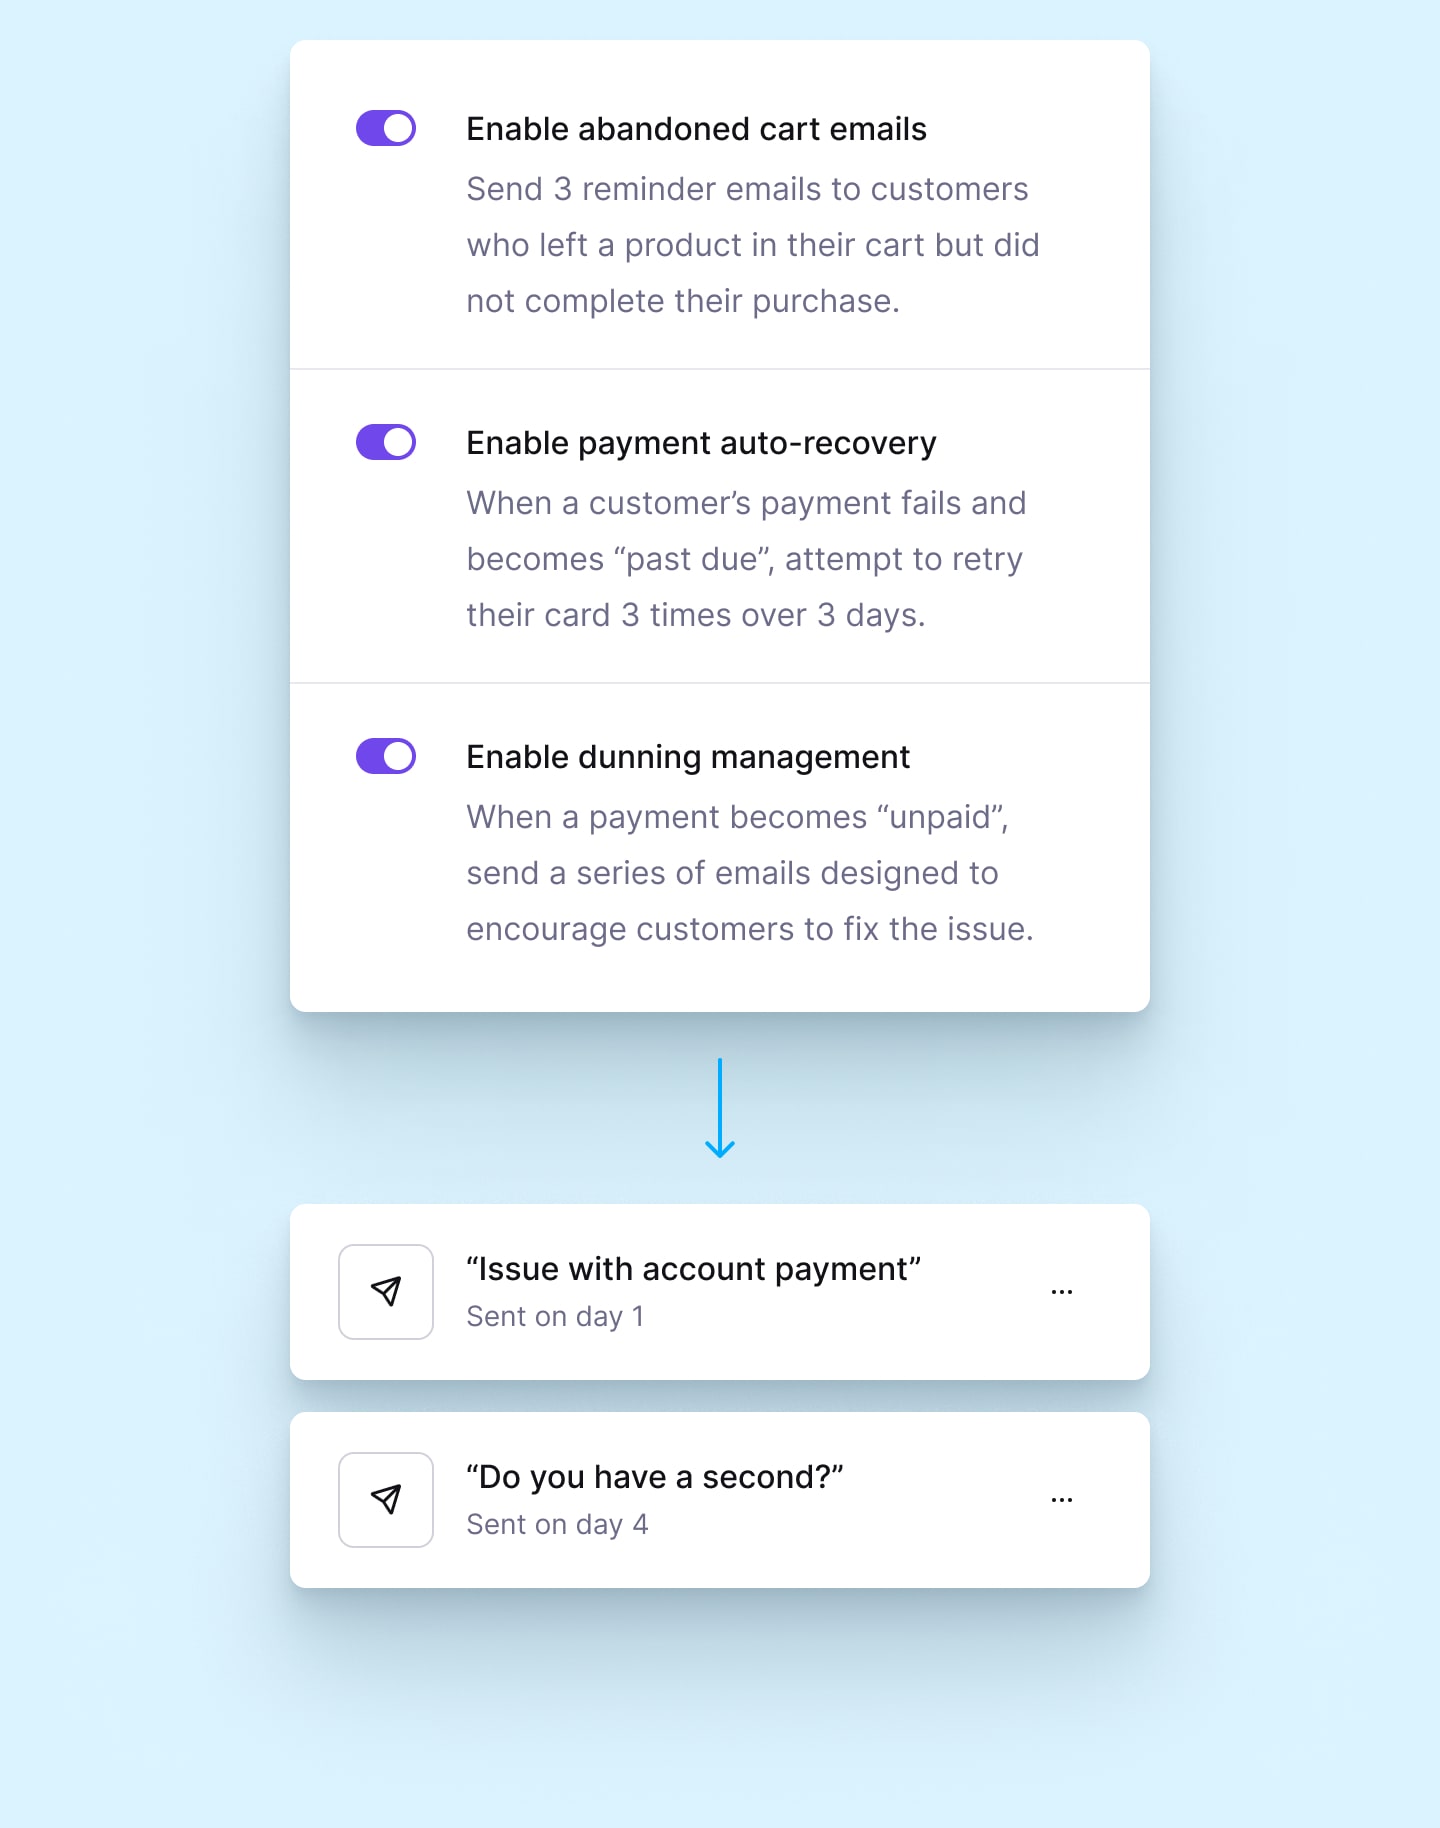 Enable abandoned cart emails
Send 3 reminder emails to customers
who left a product in their cart but did
not complete their purchase.
Enable payment auto-recovery
When a customer’s payment fails and
becomes “past due”, attempt to retry
their card 3 times over 3 days.
Enable dunning management
When a payment becomes “unpaid”,
send a series of emails designed to
encourage customers to fix the issue.
“Issue with account payment”
Sent on day 1
“Do you have a second?”
Sent on day 4